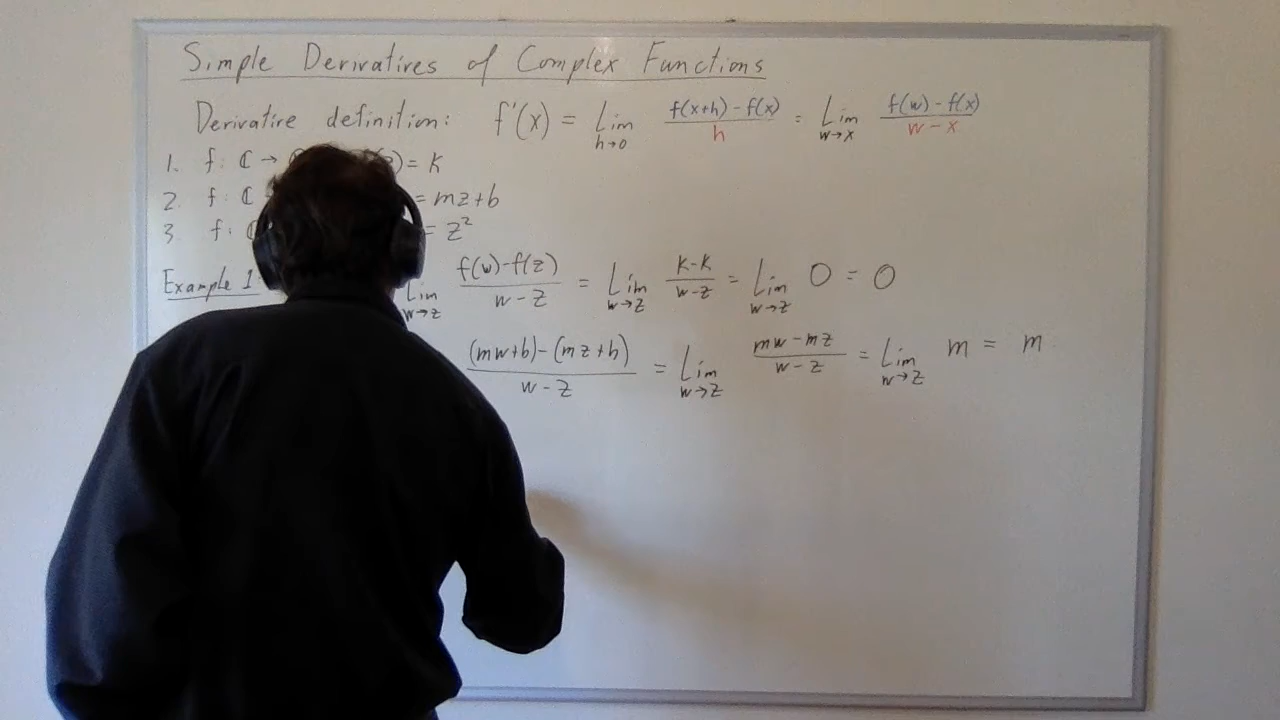 Simple Derivatives of Complex Functions
Derivative definition: f'(x) = Lim h→0 f(x+h) - f(x) / h = Lim w→x f(w) - f(x) / w - x
1. f: ℂ → ) = K
2 f: ℂ = mz+b
3 f: ℂ = z²
Example 1 Lim w→z f(w)-f(z) / w - z = Lim w→z K-K / w-z = Lim w→z 0 = 0
(mw+b)-(mz+b) / w - z = Lim w→z mw-mz / w - z = Lim w→z m = m